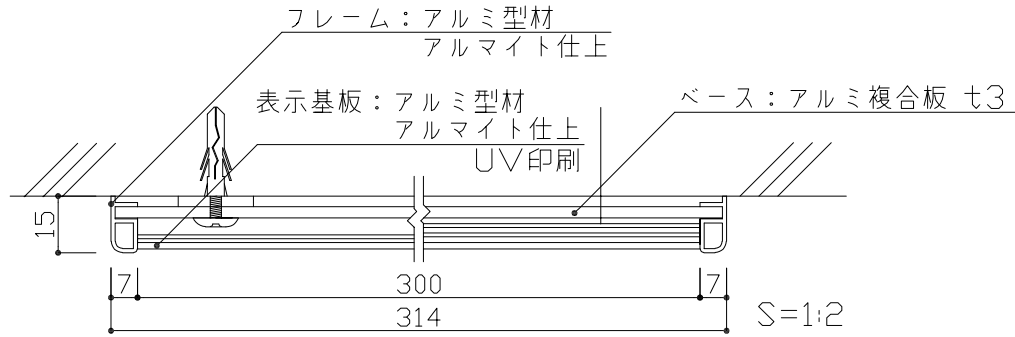 フレーム：アルミ型材
アルマイト仕上
表示基板：アルミ型材
アルマイト仕上
UV印刷
ベース：アルミ複合板 t3
15
7
300
7
314
S=1:2